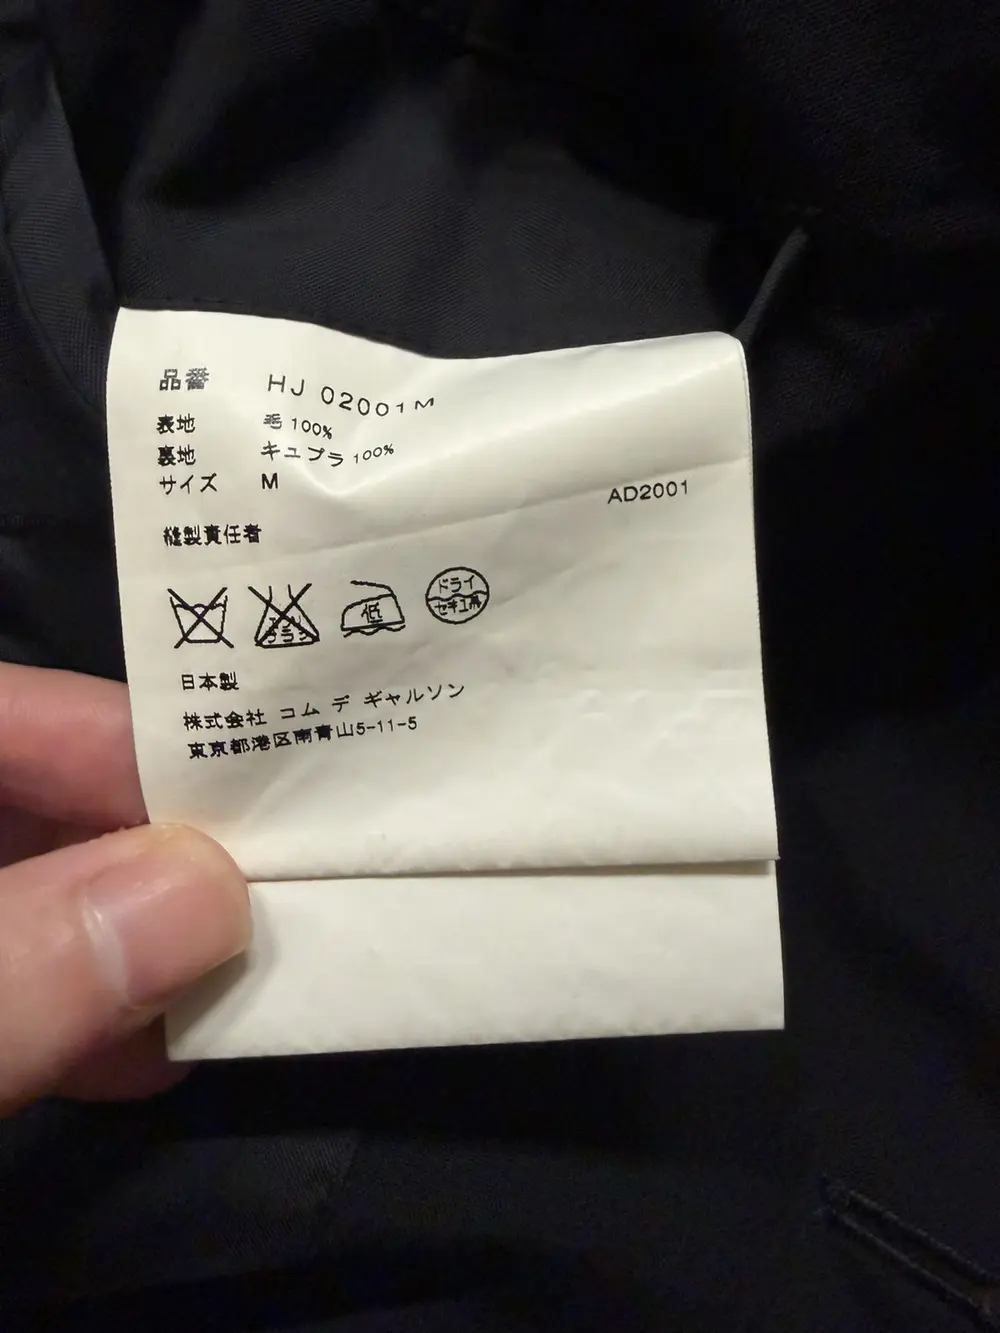 品番 HJ 02001M
表地 毛 100%
裏地 キュプラ 100%
サイズ M
AD2001
縫製責任者
低
ドライ
セキユ系
日本製
株式会社 コム デ ギャルソン
東京都港区南青山5-11-5